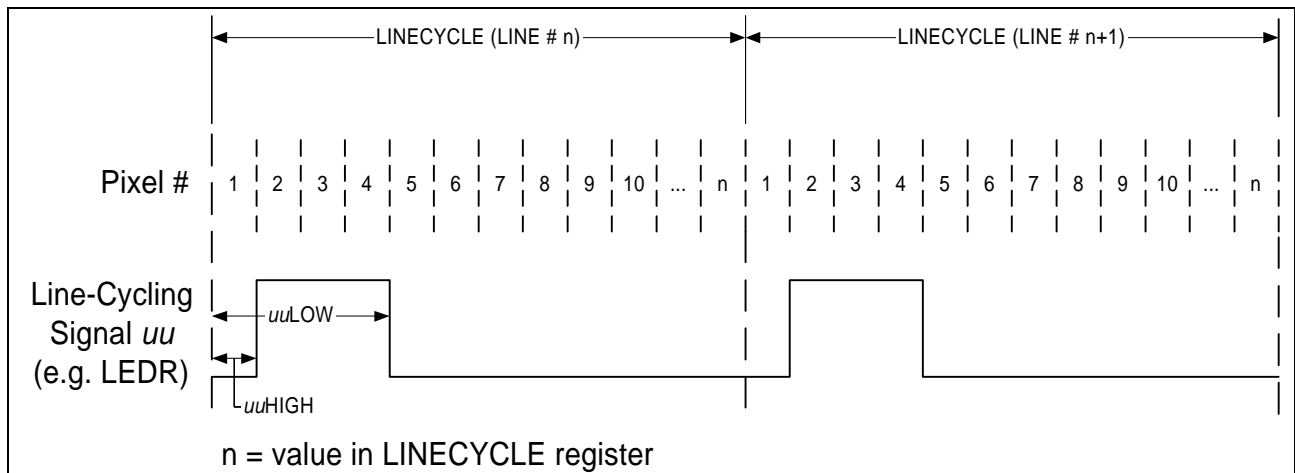 LINECYCLE (LINE # n) LINECYCLE (LINE # n+1)
Pixel # 1 2 3 4 5 6 7 8 9 10 ... n 1 2 3 4 5 6 7 8 9 10 ... n
Line-Cycling
Signal uu
(e.g. LEDR)
uuLOW
uuHIGH
n = value in LINECYCLE register